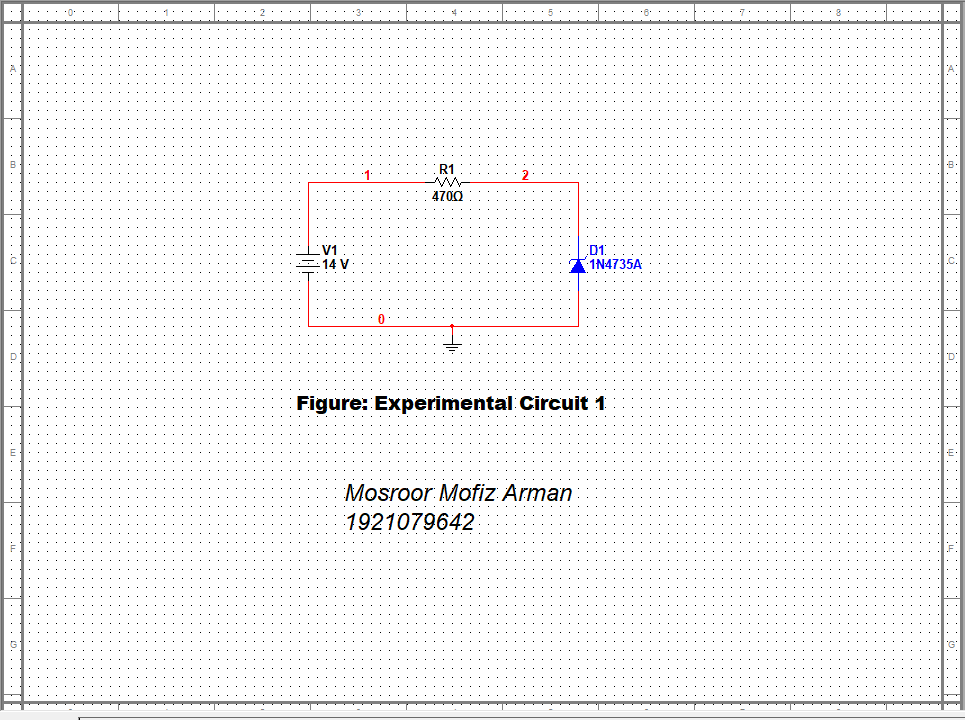 0 1 2 3 4 5 6 7 8
A A
B B
R1
1 2
470Ω
V1 D1
C 14 V 1N4735A C
0
D D
Figure: Experimental Circuit 1
E E
Mosroor Mofiz Arman
1921079642
F F
G G